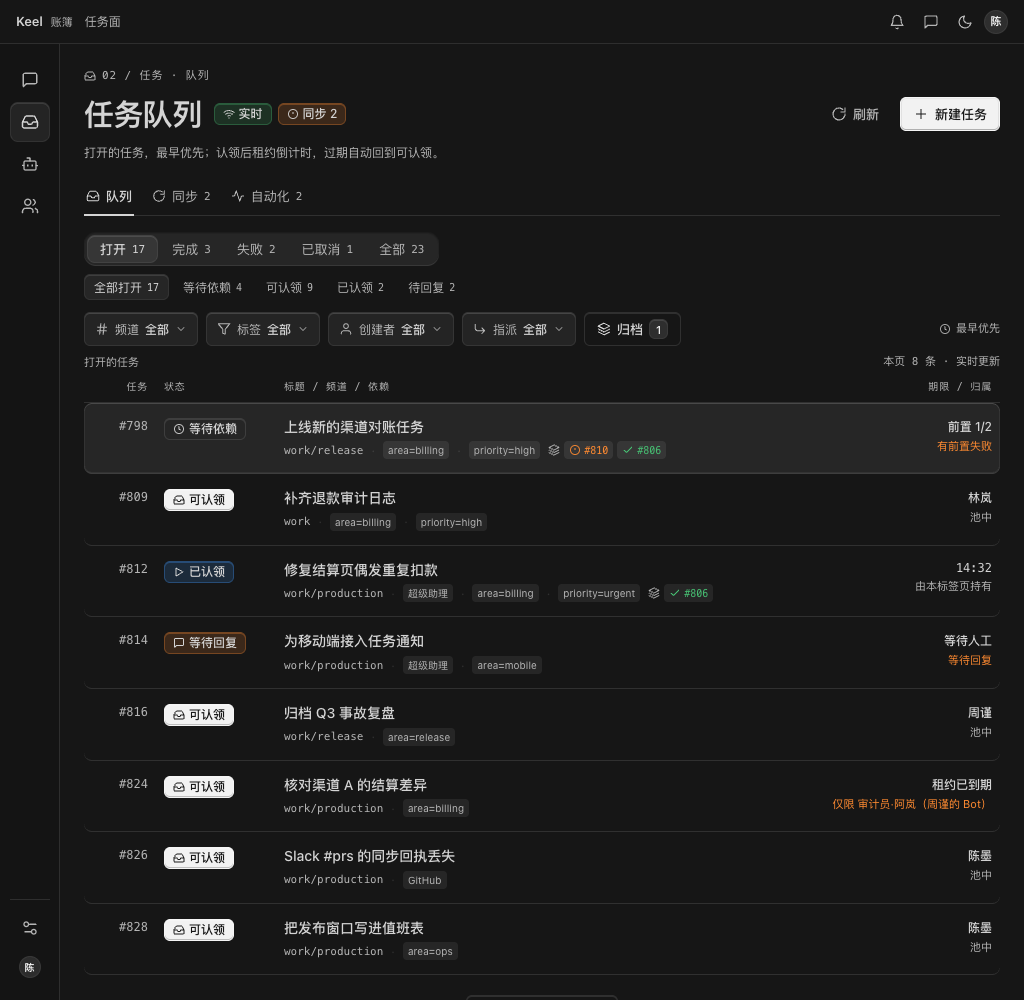 Keel 账簿 任务面
陈
02 / 任务 · 队列
任务队列 实时 同步 2
刷新 新建任务
打开的任务，最早优先；认领后租约倒计时，过期自动回到可认领。
队列 同步 2 自动化 2
打开 17 完成 3 失败 2 已取消 1 全部 23
全部打开 17 等待依赖 4 可认领 9 已认领 2 待回复 2
频道 全部 标签 全部 创建者 全部 指派 全部 归档 1 最早优先
打开的任务 本页 8 条 · 实时更新
任务 状态 标题 / 频道 / 依赖 期限 / 归属
#798 等待依赖 上线新的渠道对账任务 前置 1/2
work/release · area=billing · priority=high #810 #806 有前置失败
#809 可认领 补齐退款审计日志 林岚
work · area=billing · priority=high 池中
#812 已认领 修复结算页偶发重复扣款 14:32
work/production · 超级助理 · area=billing · priority=urgent #806 由本标签页持有
#814 等待回复 为移动端接入任务通知 等待人工
work/production · 超级助理 · area=mobile 等待回复
#816 可认领 归档 Q3 事故复盘 周谨
work/release · area=release 池中
#824 可认领 核对渠道 A 的结算差异 租约已到期
work/production · area=billing 仅限 审计员·阿岚（周谨的 Bot）
#826 可认领 Slack #prs 的同步回执丢失 陈墨
work/production · GitHub 池中
#828 可认领 把发布窗口写进值班表 陈墨
work/production · area=ops 池中
陈